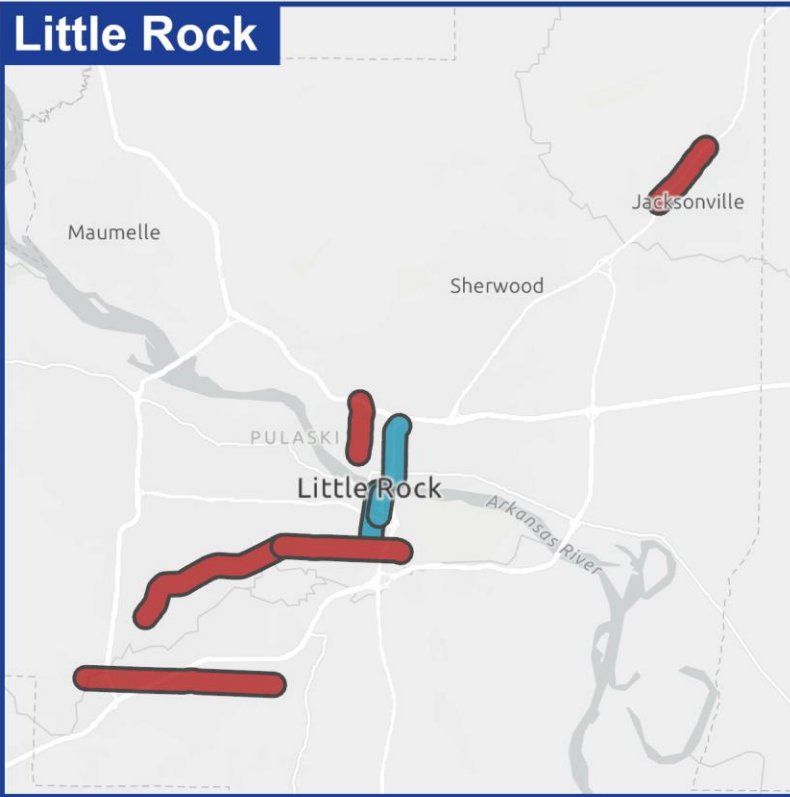 Little Rock
Jacksonville
Maumelle
Sherwood
PULASKI
Little Rock
Arkansas River